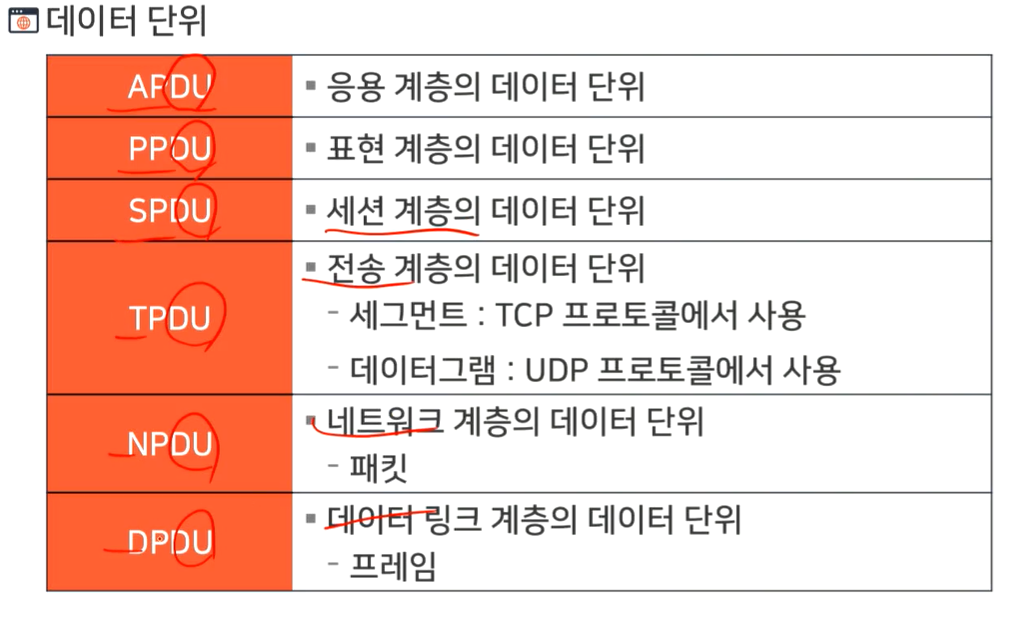 데이터 단위
APDU
▪ 응용 계층의 데이터 단위
PPDU
▪ 표현 계층의 데이터 단위
SPDU
▪ 세션 계층의 데이터 단위
TPDU
▪ 전송 계층의 데이터 단위
- 세그먼트 : TCP 프로토콜에서 사용
- 데이터그램 : UDP 프로토콜에서 사용
NPDU
▪ 네트워크 계층의 데이터 단위
- 패킷
DPDU
▪ 데이터 링크 계층의 데이터 단위
- 프레임